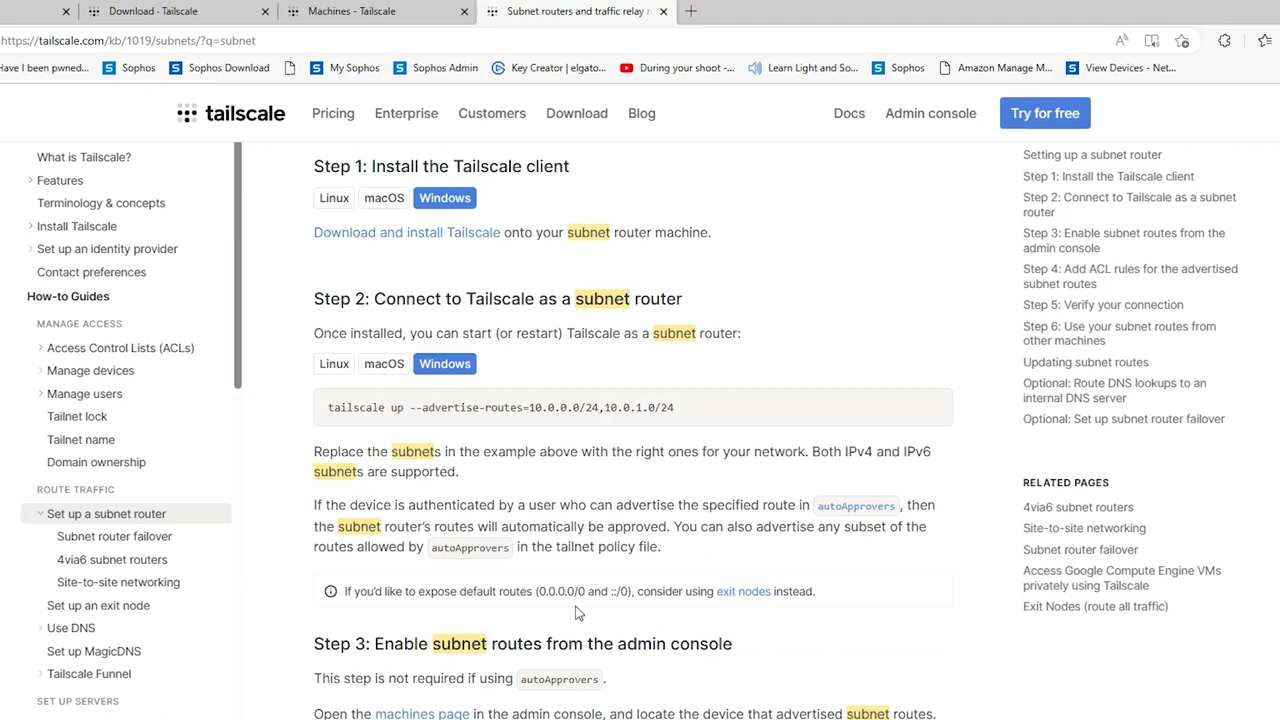 Download · Tailscale
Machines - Tailscale
Subnet routers and traffic relay n
https://tailscale.com/kb/1019/subnets/?q=subnet
Have I been pwned...
Sophos
Sophos Download
My Sophos
Sophos Admin
Key Creator | elgato...
During your shoot -...
Learn Light and So...
Sophos
Amazon Manage M...
View Devices - Net...
tailscale
Pricing
Enterprise
Customers
Download
Blog
Docs
Admin console
Try for free
What is Tailscale?
Features
Terminology & concepts
Install Tailscale
Set up an identity provider
Contact preferences
How-to Guides
MANAGE ACCESS
Access Control Lists (ACLs)
Manage devices
Manage users
Tailnet lock
Tailnet name
Domain ownership
ROUTE TRAFFIC
Set up a subnet router
Subnet router failover
4via6 subnet routers
Site-to-site networking
Set up an exit node
Use DNS
Set up MagicDNS
Tailscale Funnel
SET UP SERVERS
Step 1: Install the Tailscale client
Linux macOS Windows
Download and install Tailscale onto your subnet router machine.
Step 2: Connect to Tailscale as a subnet router
Once installed, you can start (or restart) Tailscale as a subnet router:
Linux macOS Windows
tailscale up --advertise-routes=10.0.0.0/24,10.0.1.0/24
Replace the subnets in the example above with the right ones for your network. Both IPv4 and IPv6
subnets are supported.
If the device is authenticated by a user who can advertise the specified route in autoApprovers, then
the subnet router's routes will automatically be approved. You can also advertise any subset of the
routes allowed by autoApprovers in the tailnet policy file.
If you'd like to expose default routes (0.0.0.0/0 and ::/0), consider using exit nodes instead.
Step 3: Enable subnet routes from the admin console
This step is not required if using autoApprovers.
Open the machines page in the admin console, and locate the device that advertised subnet routes.
Setting up a subnet router
Step 1: Install the Tailscale client
Step 2: Connect to Tailscale as a subnet
router
Step 3: Enable subnet routes from the
admin console
Step 4: Add ACL rules for the advertised
subnet routes
Step 5: Verify your connection
Step 6: Use your subnet routes from
other machines
Updating subnet routes
Optional: Route DNS lookups to an
internal DNS server
Optional: Set up subnet router failover
RELATED PAGES
4via6 subnet routers
Site-to-site networking
Subnet router failover
Access Google Compute Engine VMs
privately using Tailscale
Exit Nodes (route all traffic)